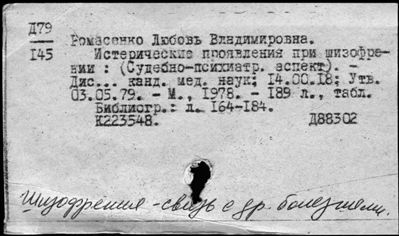 Д79
145
Ромасенко Любовь Владимировна.
Истерические проявления при шизофре-
нии : (Судебно-психиатр. аспект). -
Дис... канд. мед. наук; 14.00.18; Утв.
03.05.79. - М., 1978. - 189 л., табл.
Библиогр.: л. 164-184.
К223548. Д88302
Шизофрения - связь с др. болезнями.